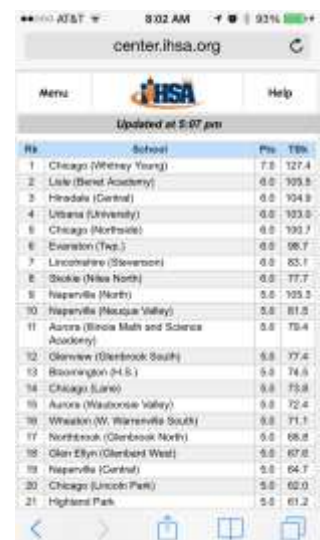 AT&T 8:02 AM 93%
center.ihsa.org
Menu IHSA Help
Updated at 5:07 pm
Rk School Pts TBk
1 Chicago (Whitney Young) 7.0 127.4
2 Lisle (Benet Academy) 6.0 105.5
3 Hinsdale (Central) 6.0 104.9
4 Urbana (University) 6.0 103.0
5 Chicago (Northside) 6.0 100.7
6 Evanston (Twp.) 6.0 98.7
7 Lincolnshire (Stevenson) 6.0 83.1
8 Skokie (Niles North) 6.0 77.7
9 Naperville (North) 5.0 105.3
10 Naperville (Neuqua Valley) 5.0 81.5
11 Aurora (Illinois Math and Science 5.0 79.4
Academy)
12 Glenview (Glenbrook South) 5.0 77.4
13 Bloomington (H.S.) 5.0 74.5
14 Chicago (Lane) 5.0 73.8
15 Aurora (Waubonsie Valley) 5.0 72.4
16 Wheaton (W. Warrenville South) 5.0 71.1
17 Northbrook (Glenbrook North) 5.0 68.8
18 Glen Ellyn (Glenbard West) 5.0 67.6
19 Naperville (Central) 5.0 64.7
20 Chicago (Lincoln Park) 5.0 62.0
21 Highland Park 5.0 61.2